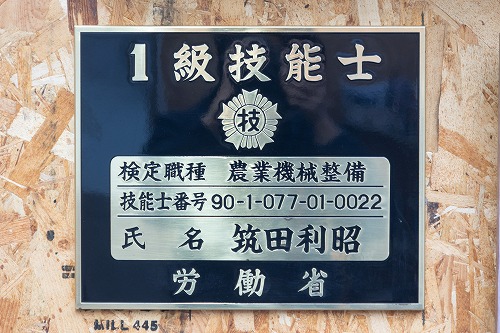 1級技能士
技
検定職種 農業機械整備
技能士番号 90-1-077-01-0022
氏名 筑田利昭
労働省
MILL 445